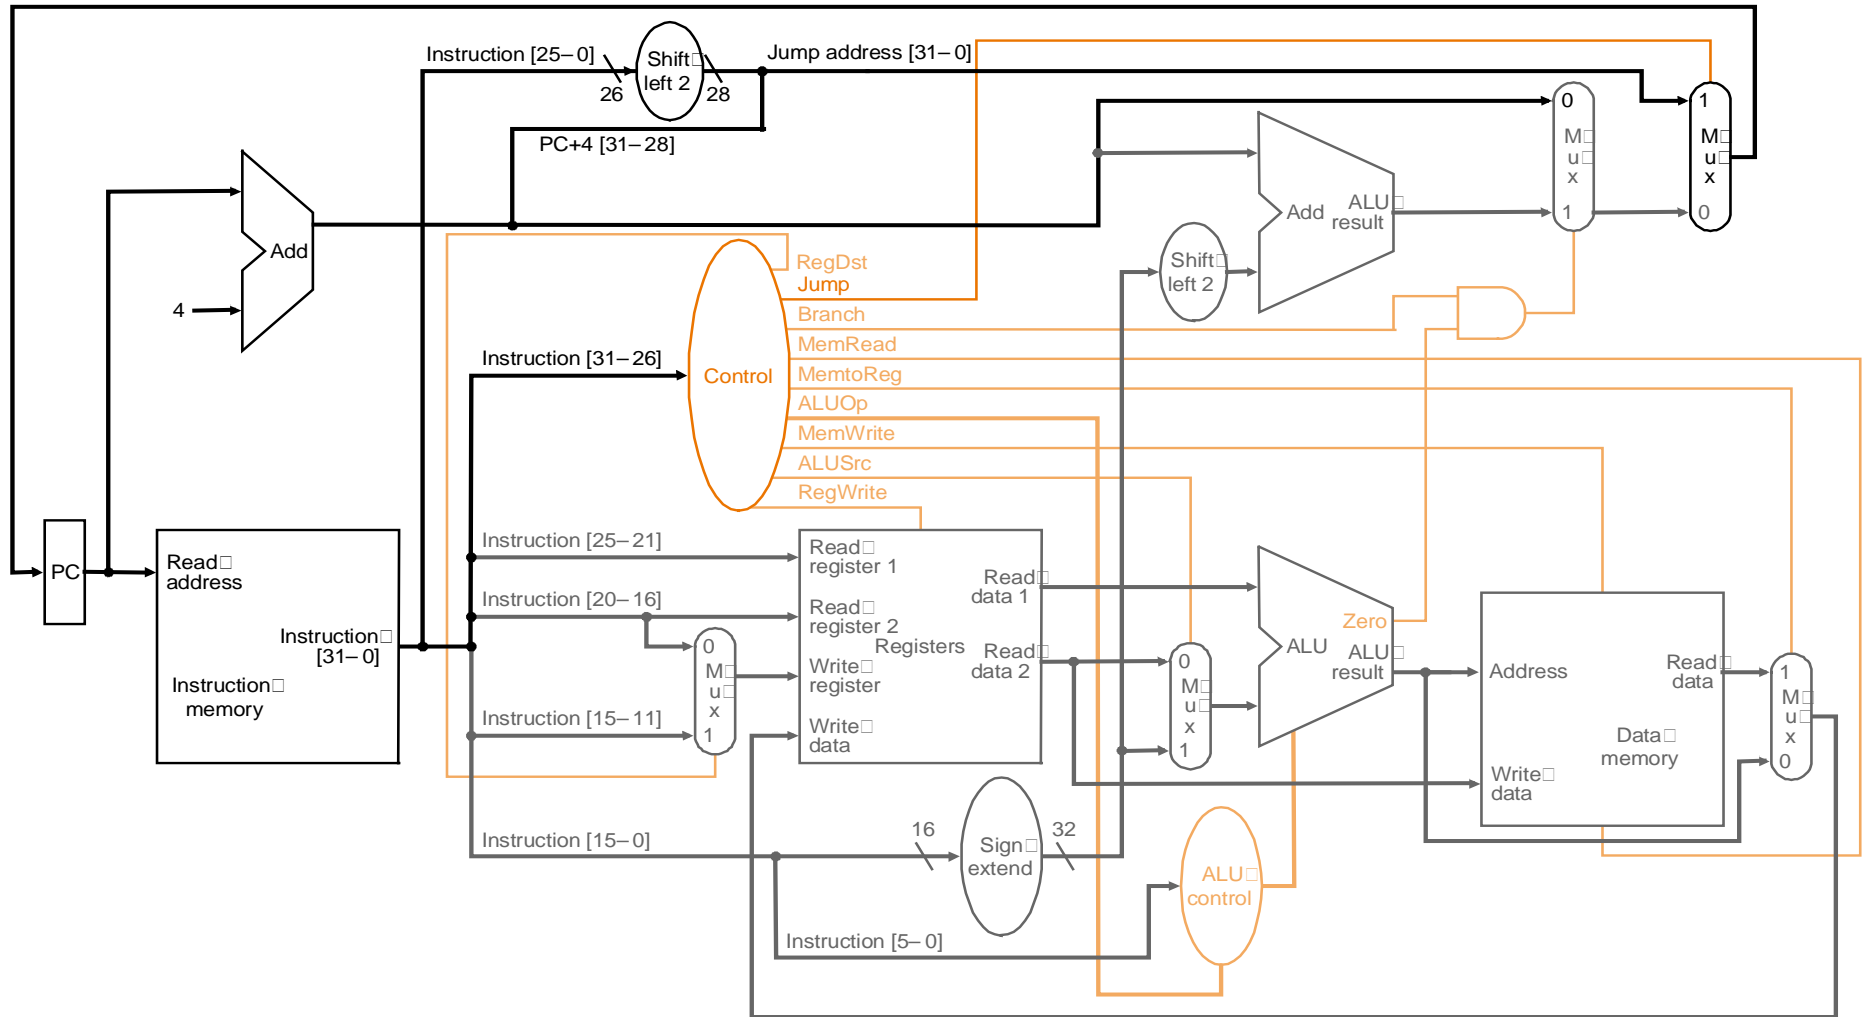 Instruction [25–0]
Shift
left 2
Jump address [31–0]
26
28
PC+4 [31–28]
0
M
u
x
1
1
M
u
x
0
Add
ALU
result
Add
4
Shift
left 2
RegDst
Jump
Branch
MemRead
MemtoReg
ALUOp
MemWrite
ALUSrc
RegWrite
Instruction [31–26]
Control
PC
Read
address
Instruction
[31–0]
Instruction
memory
Instruction [25–21]
Instruction [20–16]
Instruction [15–11]
0
M
u
x
1
Read
register 1
Read
register 2
Write
register
Write
data
Registers
Read
data 1
Read
data 2
0
M
u
x
1
Zero
ALU
ALU
result
Address
Read
data
Data
memory
Write
data
1
M
u
x
0
Instruction [15–0]
16
Sign
extend
32
ALU
control
Instruction [5–0]